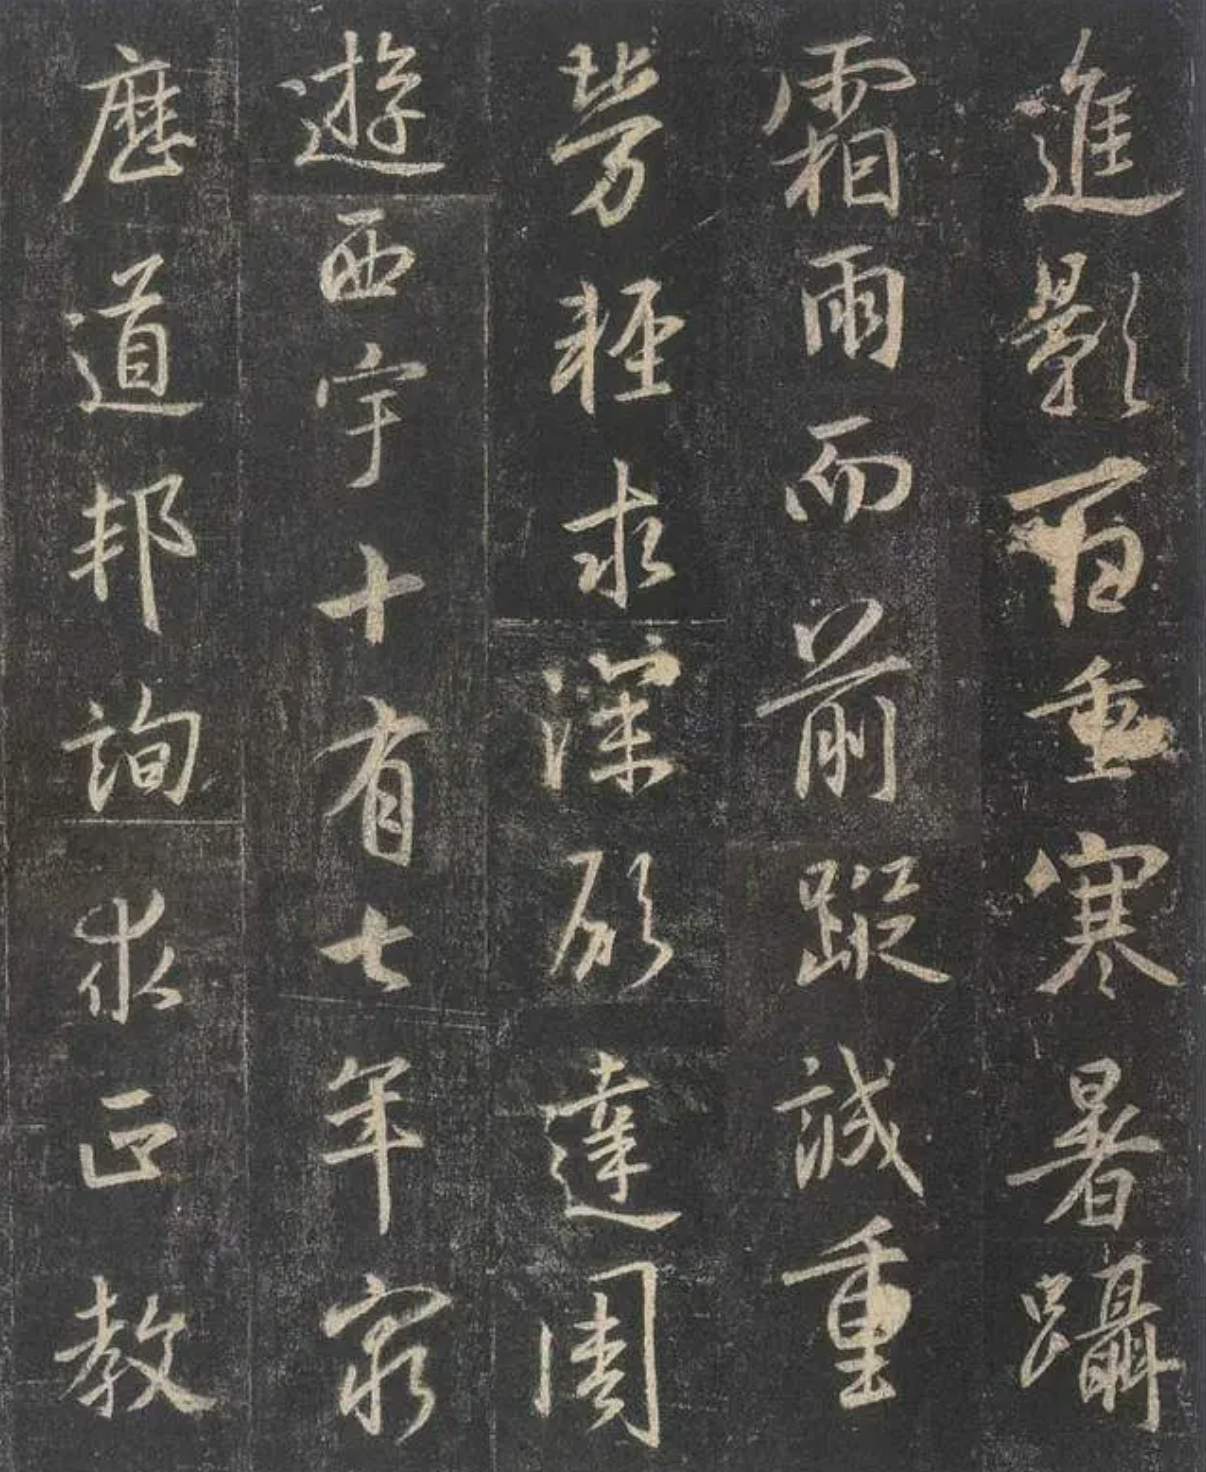 進影百重寒暑躡
霜雨而前蹤誠重
勞輕求深願達周
遊西宇十有七年窮
歷道邦詢求正教